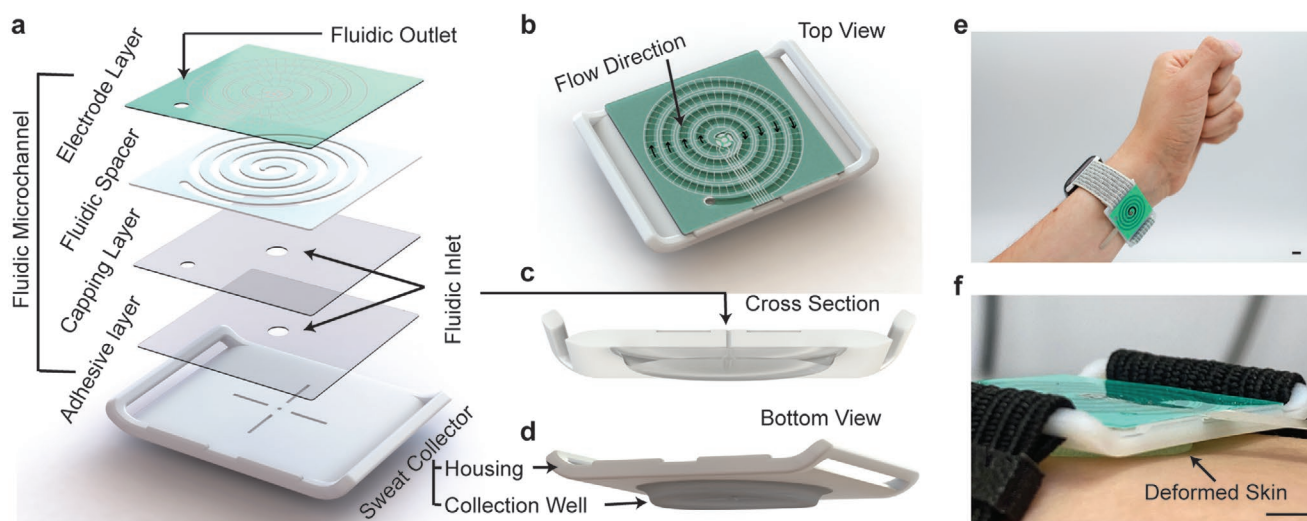 a
Fluidic Outlet
Fluidic Microchannel
Electrode Layer
Fluidic Spacer
Capping Layer
Adhesive layer
Fluidic Inlet
Sweat Collector
b
Top View
Flow Direction
c
Cross Section
d
Bottom View
Housing
Collection Well
e
f
Deformed Skin